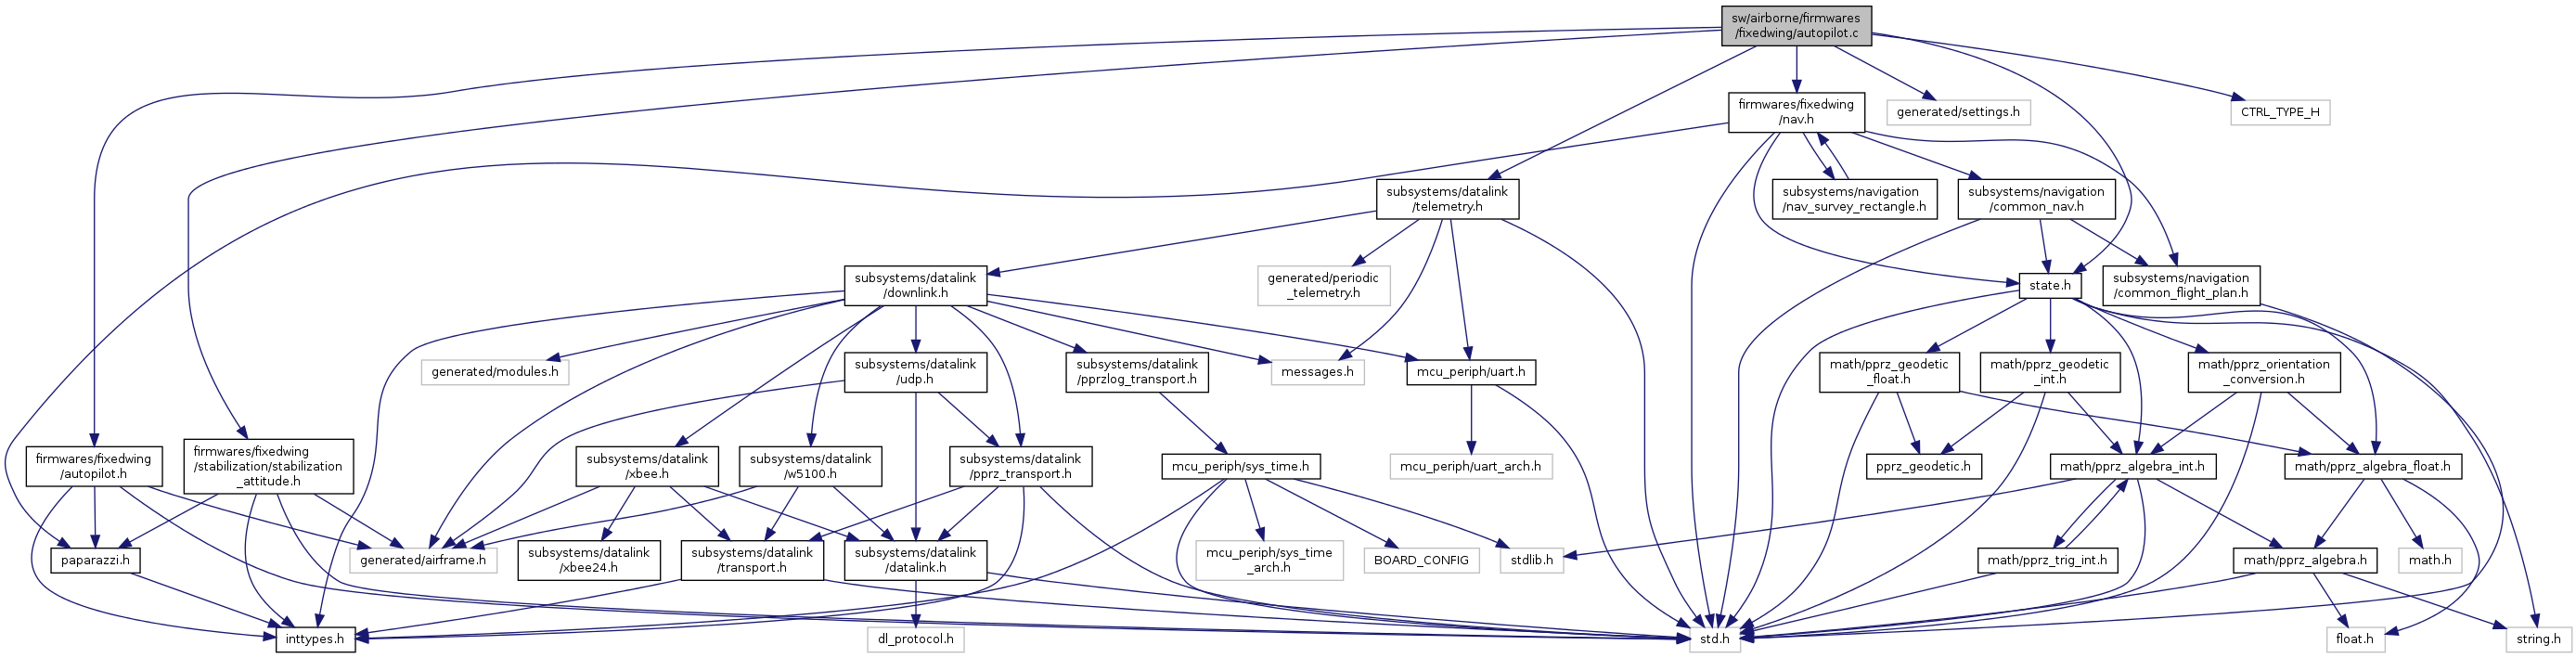 sw/airborne/firmwares
/fixedwing/autopilot.c
firmwares/fixedwing
/nav.h
generated/settings.h
CTRL_TYPE_H
subsystems/datalink
/telemetry.h
subsystems/navigation
/nav_survey_rectangle.h
subsystems/navigation
/common_nav.h
subsystems/datalink
/downlink.h
generated/periodic
_telemetry.h
state.h
subsystems/navigation
/common_flight_plan.h
generated/modules.h
subsystems/datalink
/udp.h
subsystems/datalink
/pprzlog_transport.h
messages.h
mcu_periph/uart.h
math/pprz_geodetic
_float.h
math/pprz_geodetic
_int.h
math/pprz_orientation
_conversion.h
firmwares/fixedwing
/autopilot.h
firmwares/fixedwing
/stabilization/stabilization
_attitude.h
subsystems/datalink
/xbee.h
subsystems/datalink
/w5100.h
subsystems/datalink
/pprz_transport.h
mcu_periph/sys_time.h
mcu_periph/uart_arch.h
pprz_geodetic.h
math/pprz_algebra_int.h
math/pprz_algebra_float.h
paparazzi.h
generated/airframe.h
subsystems/datalink
/xbee24.h
subsystems/datalink
/transport.h
subsystems/datalink
/datalink.h
mcu_periph/sys_time
_arch.h
BOARD_CONFIG
stdlib.h
math/pprz_trig_int.h
math/pprz_algebra.h
math.h
inttypes.h
dl_protocol.h
std.h
float.h
string.h